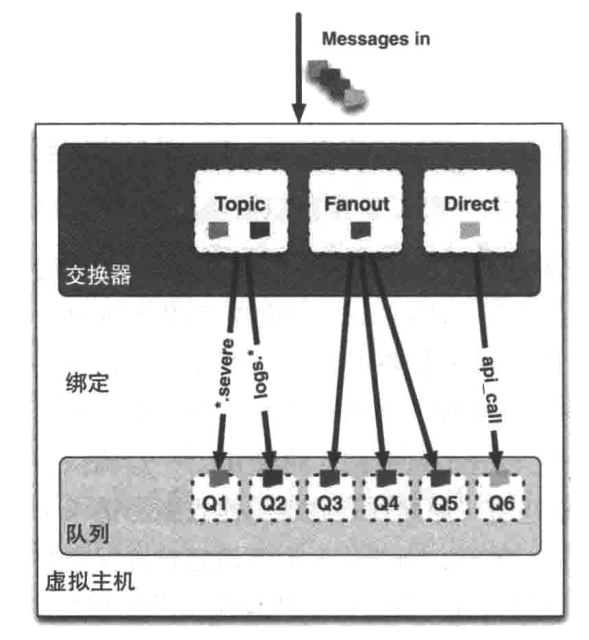 Messages in
Topic
Fanout
Direct
交换器
绑定
*.severe
logs.*
api_call
Q1
Q2
Q3
Q4
Q5
Q6
队列
虚拟主机